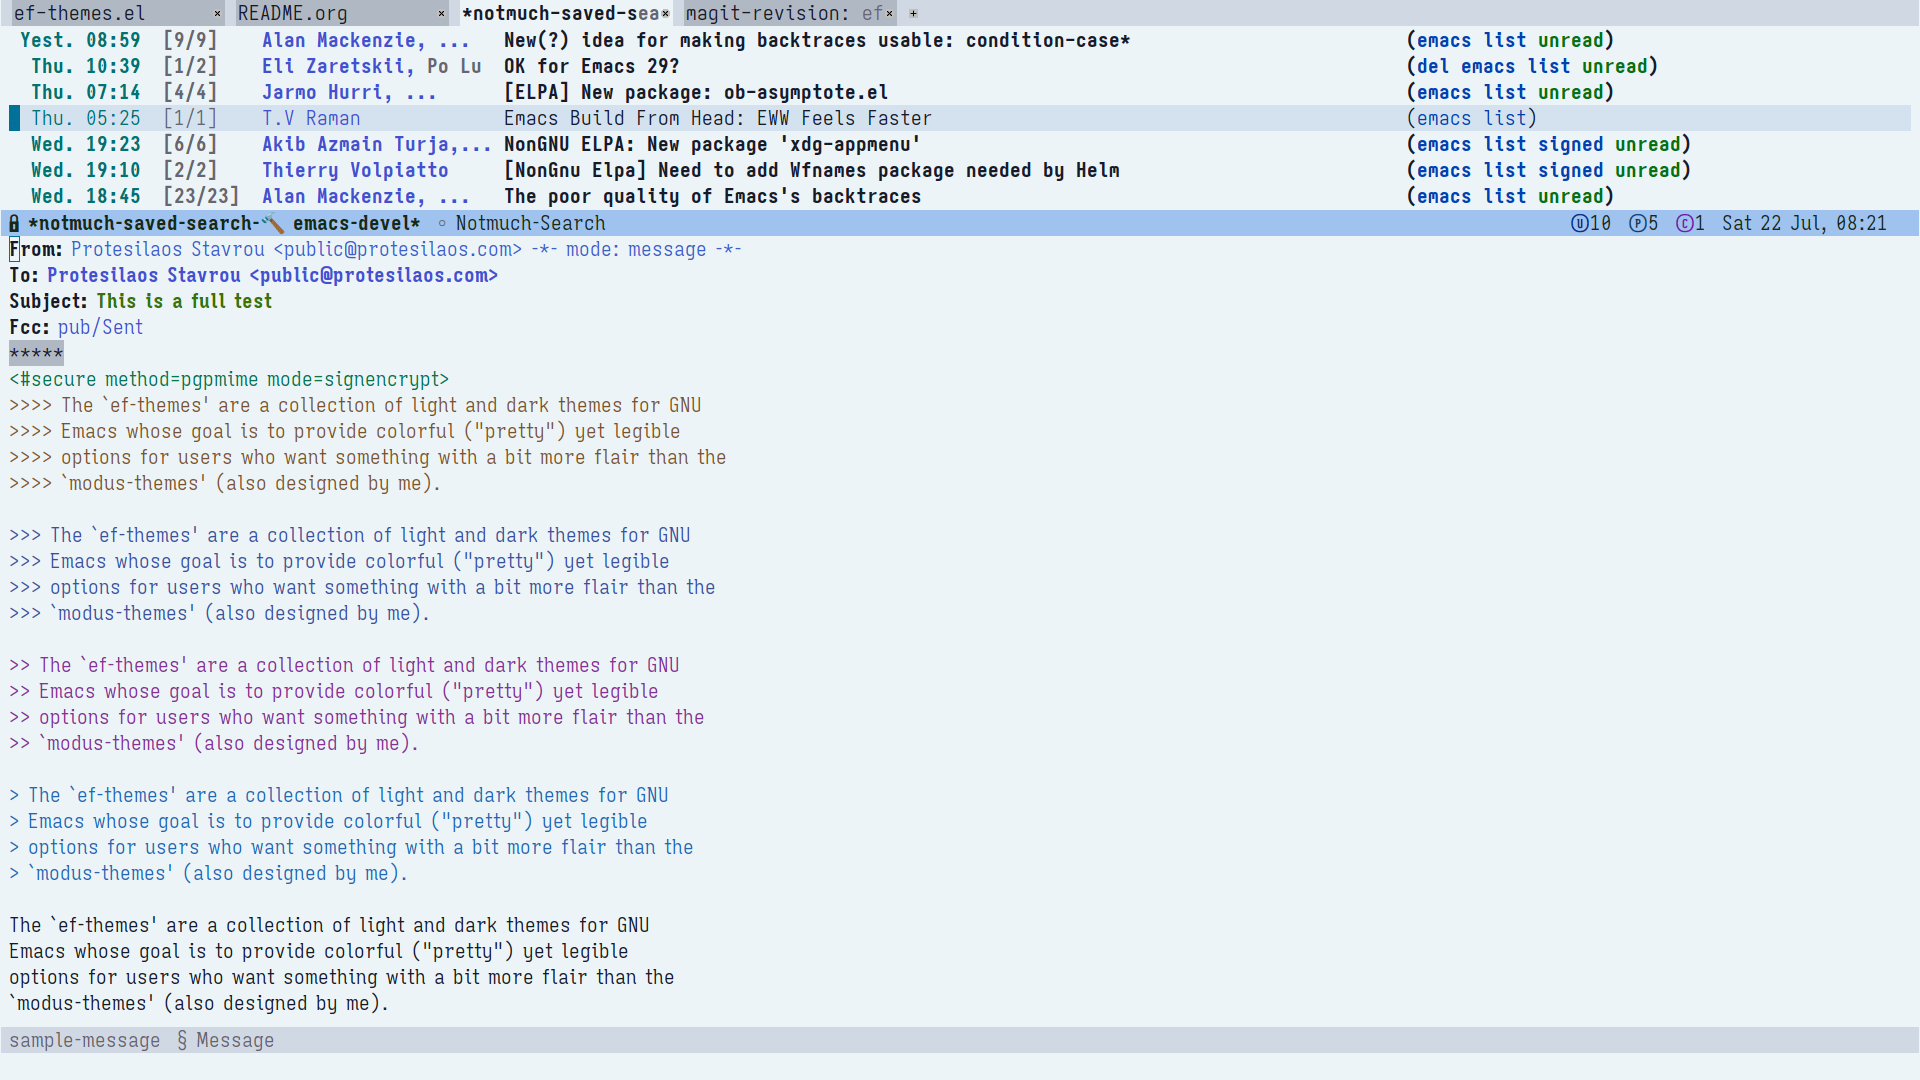 ef-themes.el × README.org × *notmuch-saved-sea× magit-revision: ef× +
Yest. 08:59 [9/9] Alan Mackenzie, ... New(?) idea for making backtraces usable: condition-case* (emacs list unread)
Thu. 10:39 [1/2] Eli Zaretskii, Po Lu OK for Emacs 29? (del emacs list unread)
Thu. 07:14 [4/4] Jarmo Hurri, ... [ELPA] New package: ob-asymptote.el (emacs list unread)
Thu. 05:25 [1/1] T.V Raman Emacs Build From Head: EWW Feels Faster (emacs list)
Wed. 19:23 [6/6] Akib Azmain Turja,... NonGNU ELPA: New package 'xdg-appmenu' (emacs list signed unread)
Wed. 19:10 [2/2] Thierry Volpiatto [NonGnu Elpa] Need to add Wfnames package needed by Helm (emacs list signed unread)
Wed. 18:45 [23/23] Alan Mackenzie, ... The poor quality of Emacs's backtraces (emacs list unread)
*notmuch-saved-search-🔨 emacs-devel* ◦ Notmuch-Search Ⓤ10 Ⓟ5 Ⓒ1 Sat 22 Jul, 08:21
From: Protesilaos Stavrou <public@protesilaos.com> -*- mode: message -*-
To: Protesilaos Stavrou <public@protesilaos.com>
Subject: This is a full test
Fcc: pub/Sent
*****
<#secure method=pgpmime mode=signencrypt>
>>>> The `ef-themes' are a collection of light and dark themes for GNU
>>>> Emacs whose goal is to provide colorful ("pretty") yet legible
>>>> options for users who want something with a bit more flair than the
>>>> `modus-themes' (also designed by me).
>>> The `ef-themes' are a collection of light and dark themes for GNU
>>> Emacs whose goal is to provide colorful ("pretty") yet legible
>>> options for users who want something with a bit more flair than the
>>> `modus-themes' (also designed by me).
>> The `ef-themes' are a collection of light and dark themes for GNU
>> Emacs whose goal is to provide colorful ("pretty") yet legible
>> options for users who want something with a bit more flair than the
>> `modus-themes' (also designed by me).
> The `ef-themes' are a collection of light and dark themes for GNU
> Emacs whose goal is to provide colorful ("pretty") yet legible
> options for users who want something with a bit more flair than the
> `modus-themes' (also designed by me).
The `ef-themes' are a collection of light and dark themes for GNU
Emacs whose goal is to provide colorful ("pretty") yet legible
options for users who want something with a bit more flair than the
`modus-themes' (also designed by me).
sample-message § Message